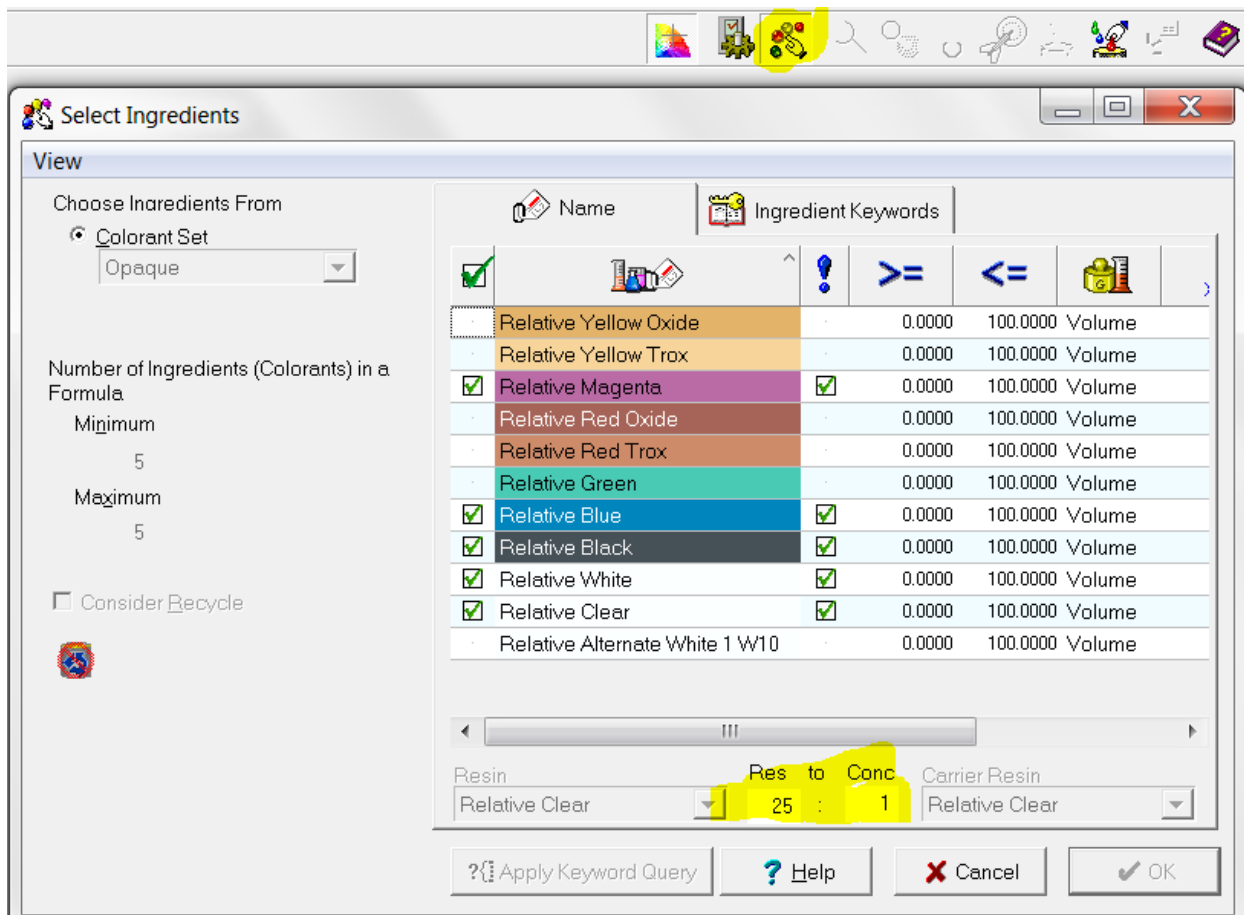 Select Ingredients
View
Choose Ingredients From
Colorant Set
Opaque
Number of Ingredients (Colorants) in a
Formula
Minimum
5
Maximum
5
Consider Recycle
Name
Ingredient Keywords
>= <= G
Relative Yellow Oxide 0.0000 100.0000 Volume
Relative Yellow Trox 0.0000 100.0000 Volume
Relative Magenta 0.0000 100.0000 Volume
Relative Red Oxide 0.0000 100.0000 Volume
Relative Red Trox 0.0000 100.0000 Volume
Relative Green 0.0000 100.0000 Volume
Relative Blue 0.0000 100.0000 Volume
Relative Black 0.0000 100.0000 Volume
Relative White 0.0000 100.0000 Volume
Relative Clear 0.0000 100.0000 Volume
Relative Alternate White 1 W10 0.0000 100.0000 Volume
Resin Res to Conc Carrier Resin
Relative Clear 25 : 1 Relative Clear
?{ Apply Keyword Query ? Help Cancel OK